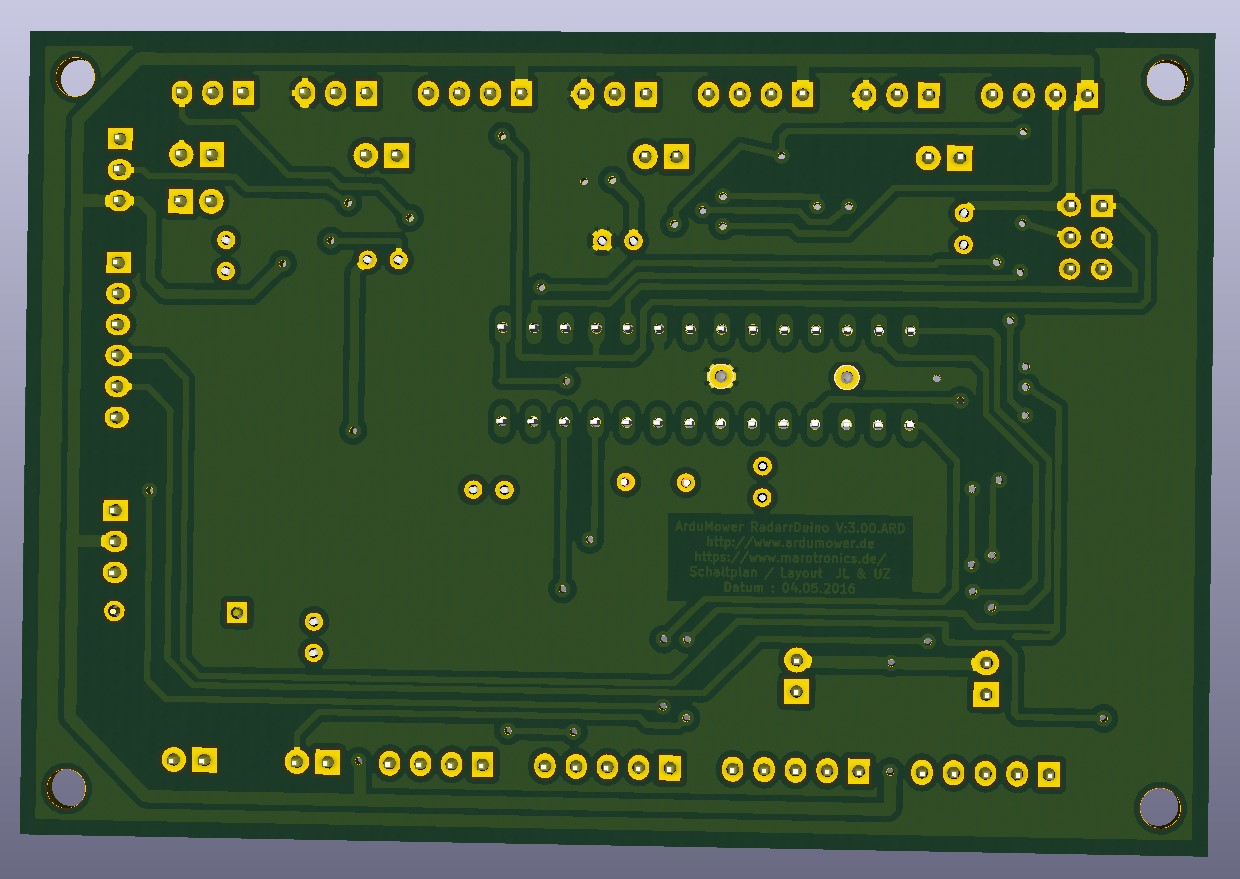 ArduMower RadarrDuino V:3.00.ARD
http://www.ardumower.de
https://www.marotronics.de/
Schaltplan / Layout JL & UZ
Datum : 04.05.2016